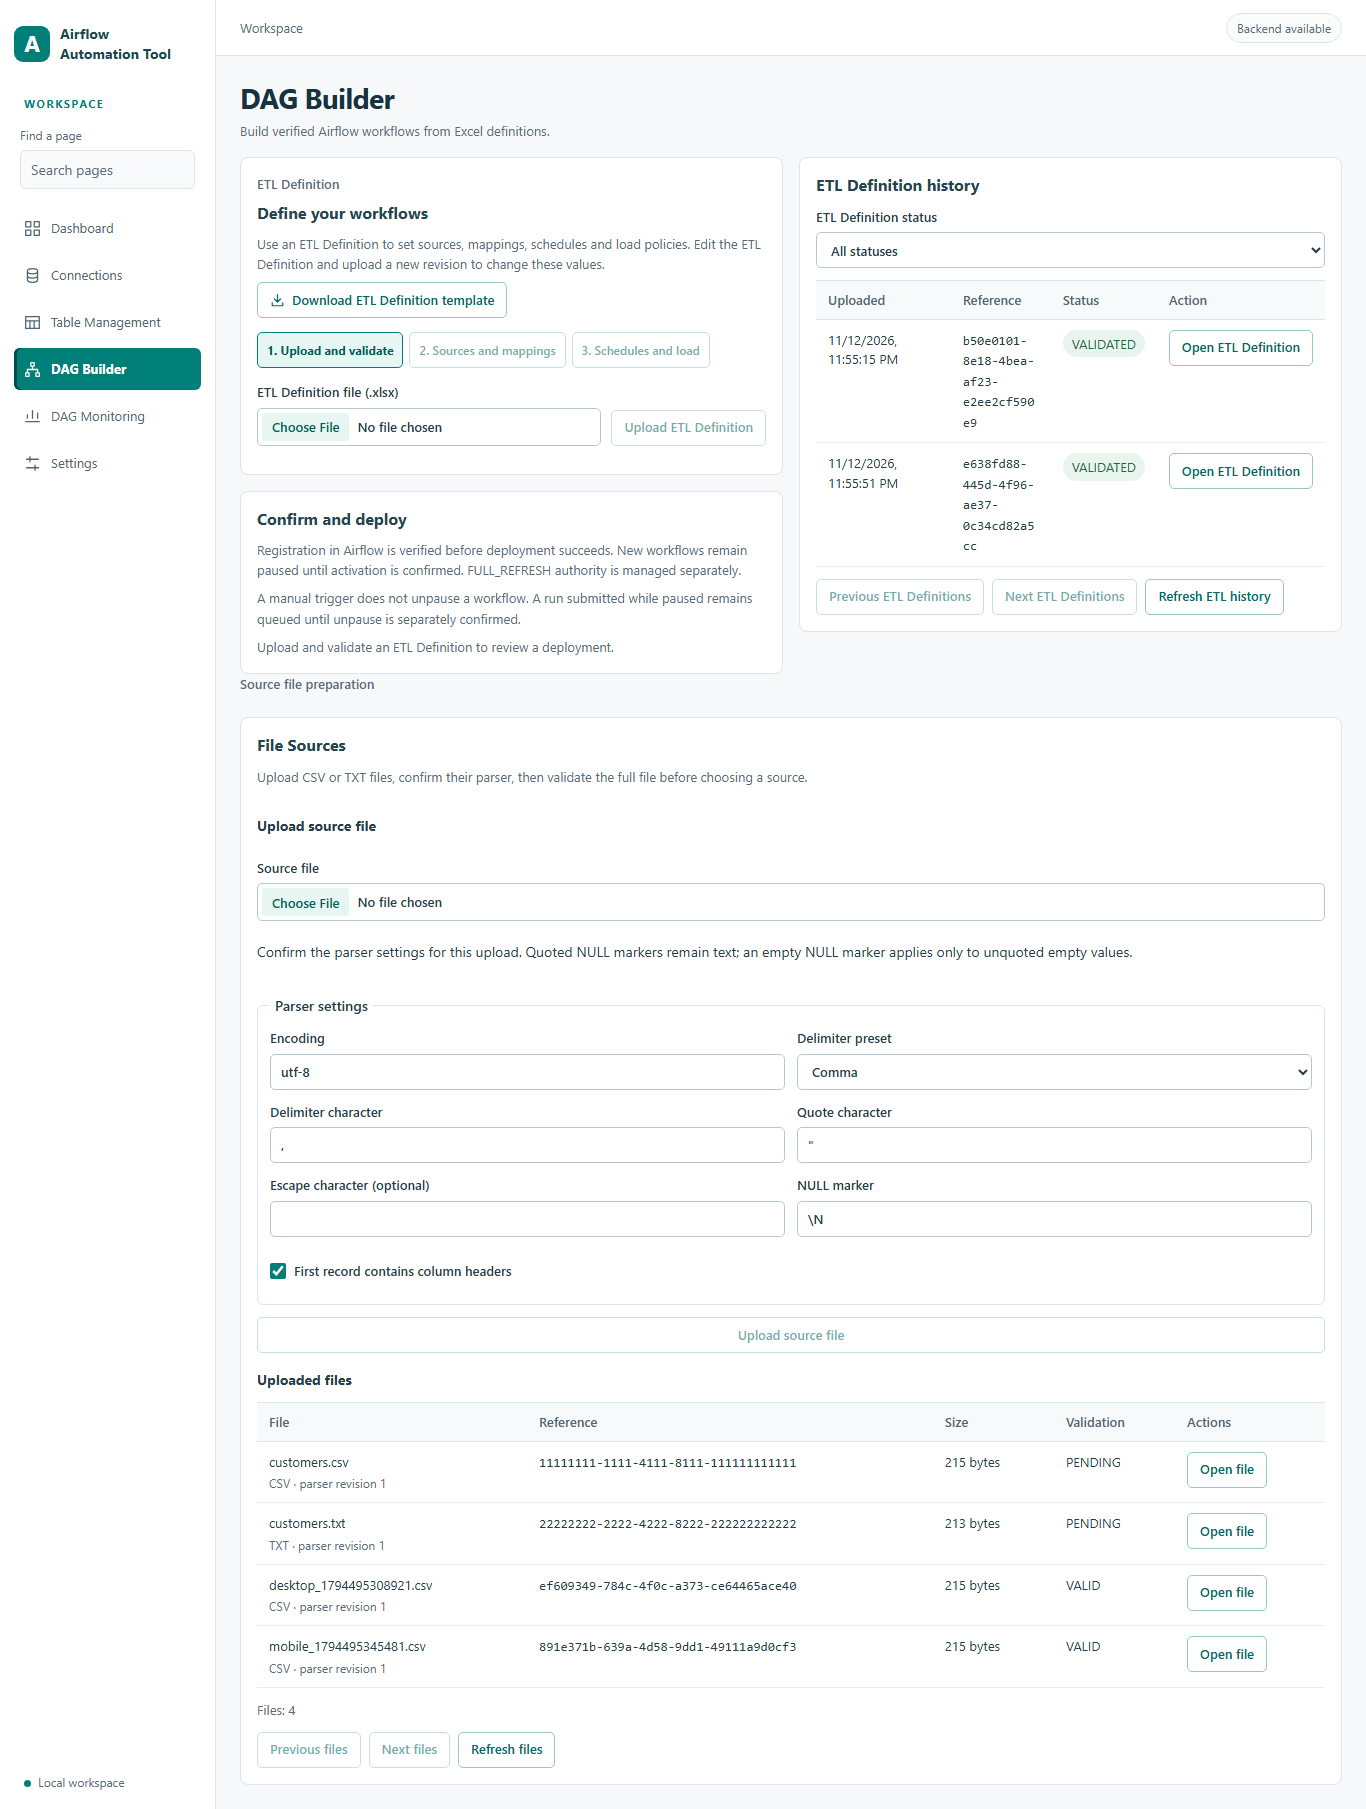 A
Airflow
Automation Tool
WORKSPACE
Find a page
Search pages
Dashboard
Connections
Table Management
DAG Builder
DAG Monitoring
Settings
Local workspace
Workspace
Backend available
DAG Builder
Build verified Airflow workflows from Excel definitions.
ETL Definition
Define your workflows
Use an ETL Definition to set sources, mappings, schedules and load policies. Edit the ETL
Definition and upload a new revision to change these values.
Download ETL Definition template
1. Upload and validate
2. Sources and mappings
3. Schedules and load
ETL Definition file (.xlsx)
Choose File No file chosen
Upload ETL Definition
Confirm and deploy
Registration in Airflow is verified before deployment succeeds. New workflows remain
paused until activation is confirmed. FULL_REFRESH authority is managed separately.
A manual trigger does not unpause a workflow. A run submitted while paused remains
queued until unpause is separately confirmed.
Upload and validate an ETL Definition to review a deployment.
ETL Definition history
ETL Definition status
All statuses
Uploaded Reference Status Action
11/12/2026,
11:55:15 PM
b50e0101-
8e18-4bea-
af23-
e2ee2cf590
e9
VALIDATED
Open ETL Definition
11/12/2026,
11:55:51 PM
e638fd88-
445d-4f96-
ae37-
0c34cd82a5
cc
VALIDATED
Open ETL Definition
Previous ETL Definitions
Next ETL Definitions
Refresh ETL history
Source file preparation
File Sources
Upload CSV or TXT files, confirm their parser, then validate the full file before choosing a source.
Upload source file
Source file
Choose File No file chosen
Confirm the parser settings for this upload. Quoted NULL markers remain text; an empty NULL marker applies only to unquoted empty values.
Parser settings
Encoding
utf-8
Delimiter preset
Comma
Delimiter character
,
Quote character
"
Escape character (optional)
NULL marker
\N
First record contains column headers
Upload source file
Uploaded files
File Reference Size Validation Actions
customers.csv 11111111-1111-4111-8111-111111111111 215 bytes PENDING Open file
CSV · parser revision 1
customers.txt 22222222-2222-4222-8222-222222222222 213 bytes PENDING Open file
TXT · parser revision 1
desktop_1794495308921.csv ef609349-784c-4f0c-a373-ce64465ace40 215 bytes VALID Open file
CSV · parser revision 1
mobile_1794495345481.csv 891e371b-639a-4d58-9dd1-49111a9d0cf3 215 bytes VALID Open file
CSV · parser revision 1
Files: 4
Previous files
Next files
Refresh files